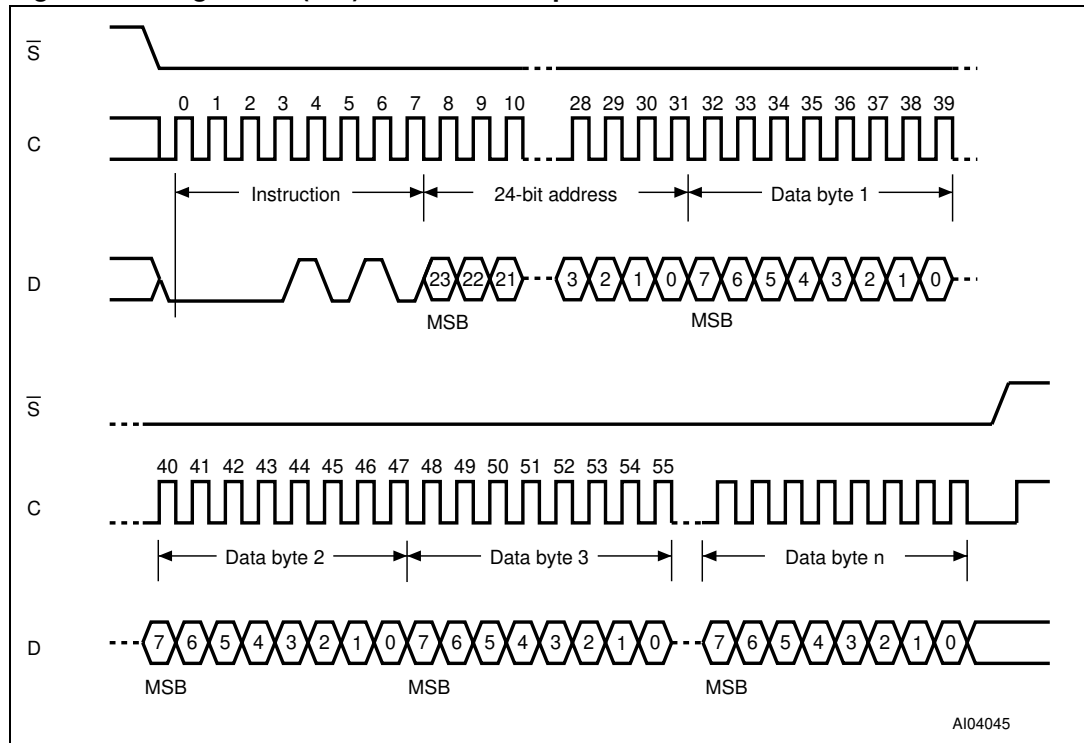 S
0 1 2 3 4 5 6 7 8 9 10 28 29 30 31 32 33 34 35 36 37 38 39
C
Instruction 24-bit address Data byte 1
D
23 22 21 3 2 1 0 7 6 5 4 3 2 1 0
MSB MSB
S
40 41 42 43 44 45 46 47 48 49 50 51 52 53 54 55
C
Data byte 2 Data byte 3 Data byte n
D
7 6 5 4 3 2 1 0 7 6 5 4 3 2 1 0 7 6 5 4 3 2 1 0
MSB MSB MSB
AI04045